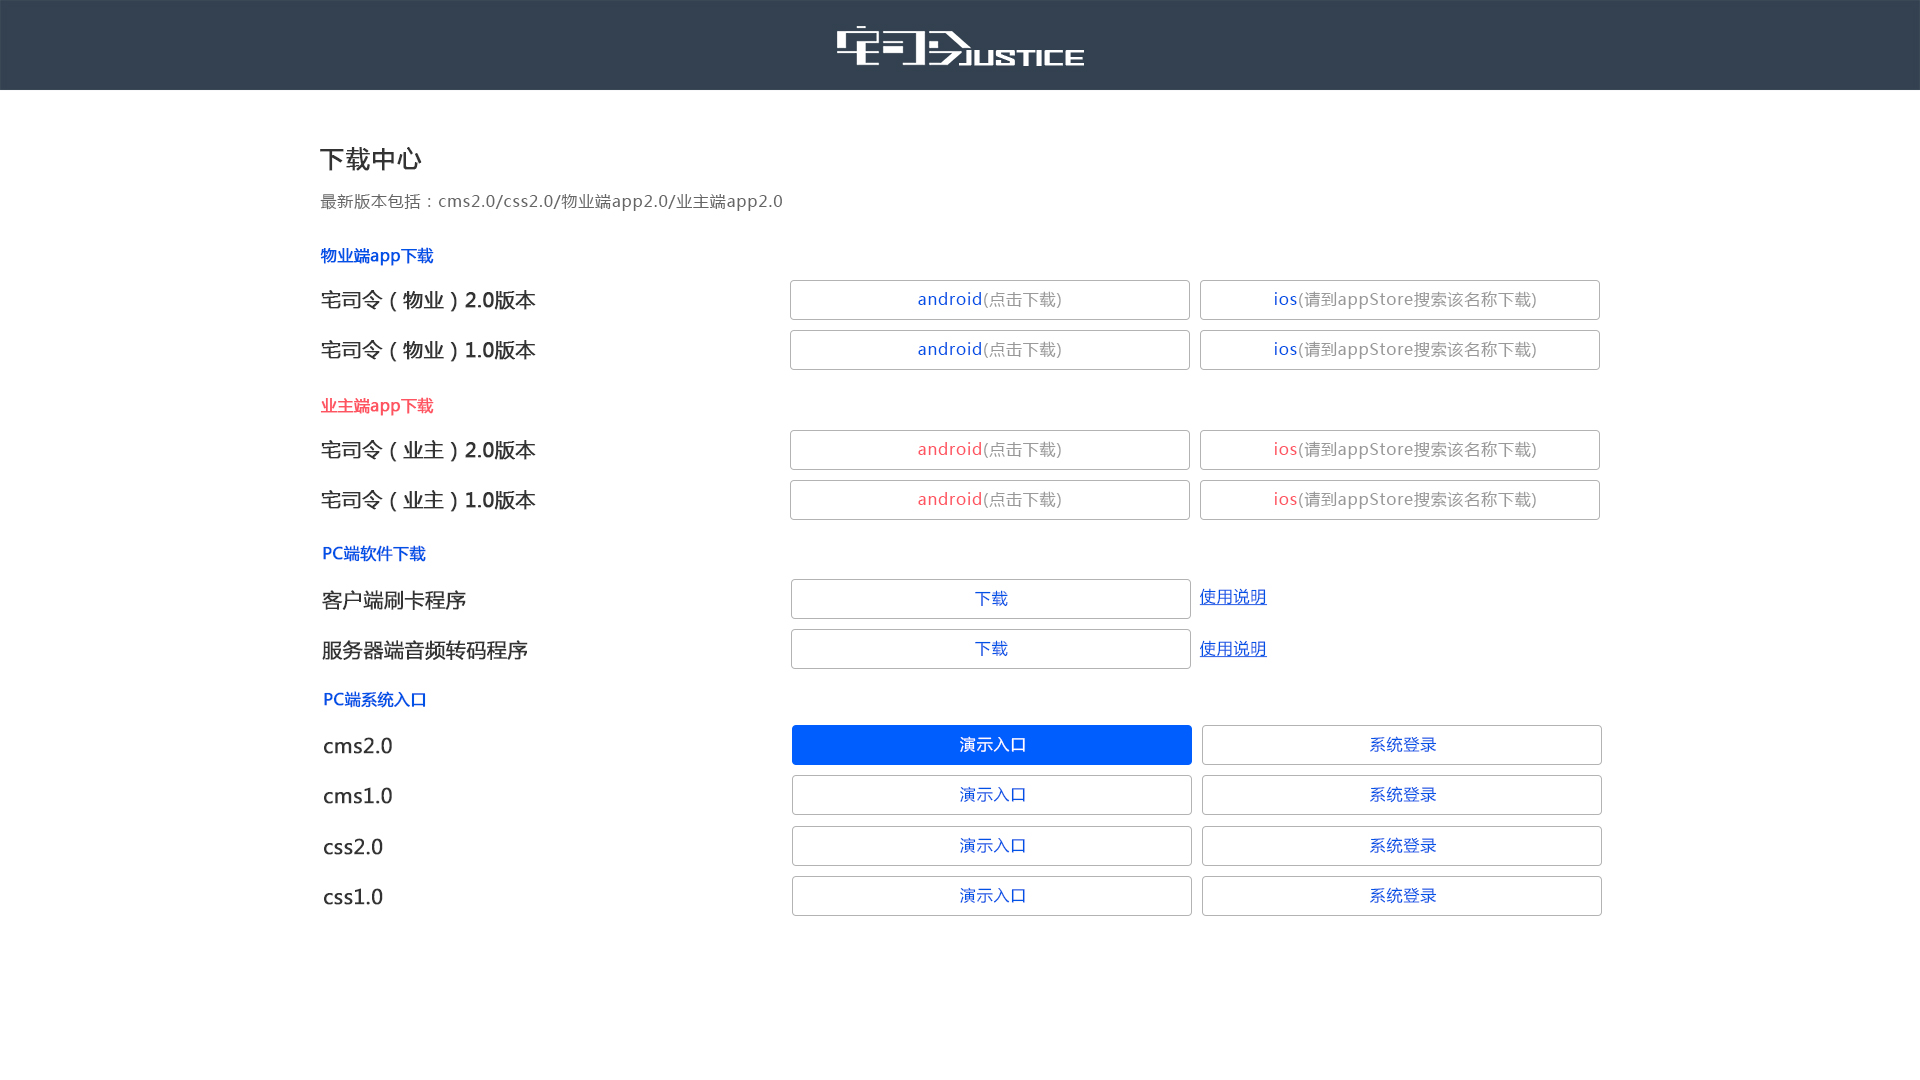 宅司令JUSTICE
下载中心
最新版本包括：cms2.0/css2.0/物业端app2.0/业主端app2.0
物业端app下载
宅司令（物业）2.0版本 android(点击下载) ios(请到appStore搜索该名称下载)
宅司令（物业）1.0版本 android(点击下载) ios(请到appStore搜索该名称下载)
业主端app下载
宅司令（业主）2.0版本 android(点击下载) ios(请到appStore搜索该名称下载)
宅司令（业主）1.0版本 android(点击下载) ios(请到appStore搜索该名称下载)
PC端软件下载
客户端刷卡程序 下载 使用说明
服务器端音频转码程序 下载 使用说明
PC端系统入口
cms2.0 演示入口 系统登录
cms1.0 演示入口 系统登录
css2.0 演示入口 系统登录
css1.0 演示入口 系统登录